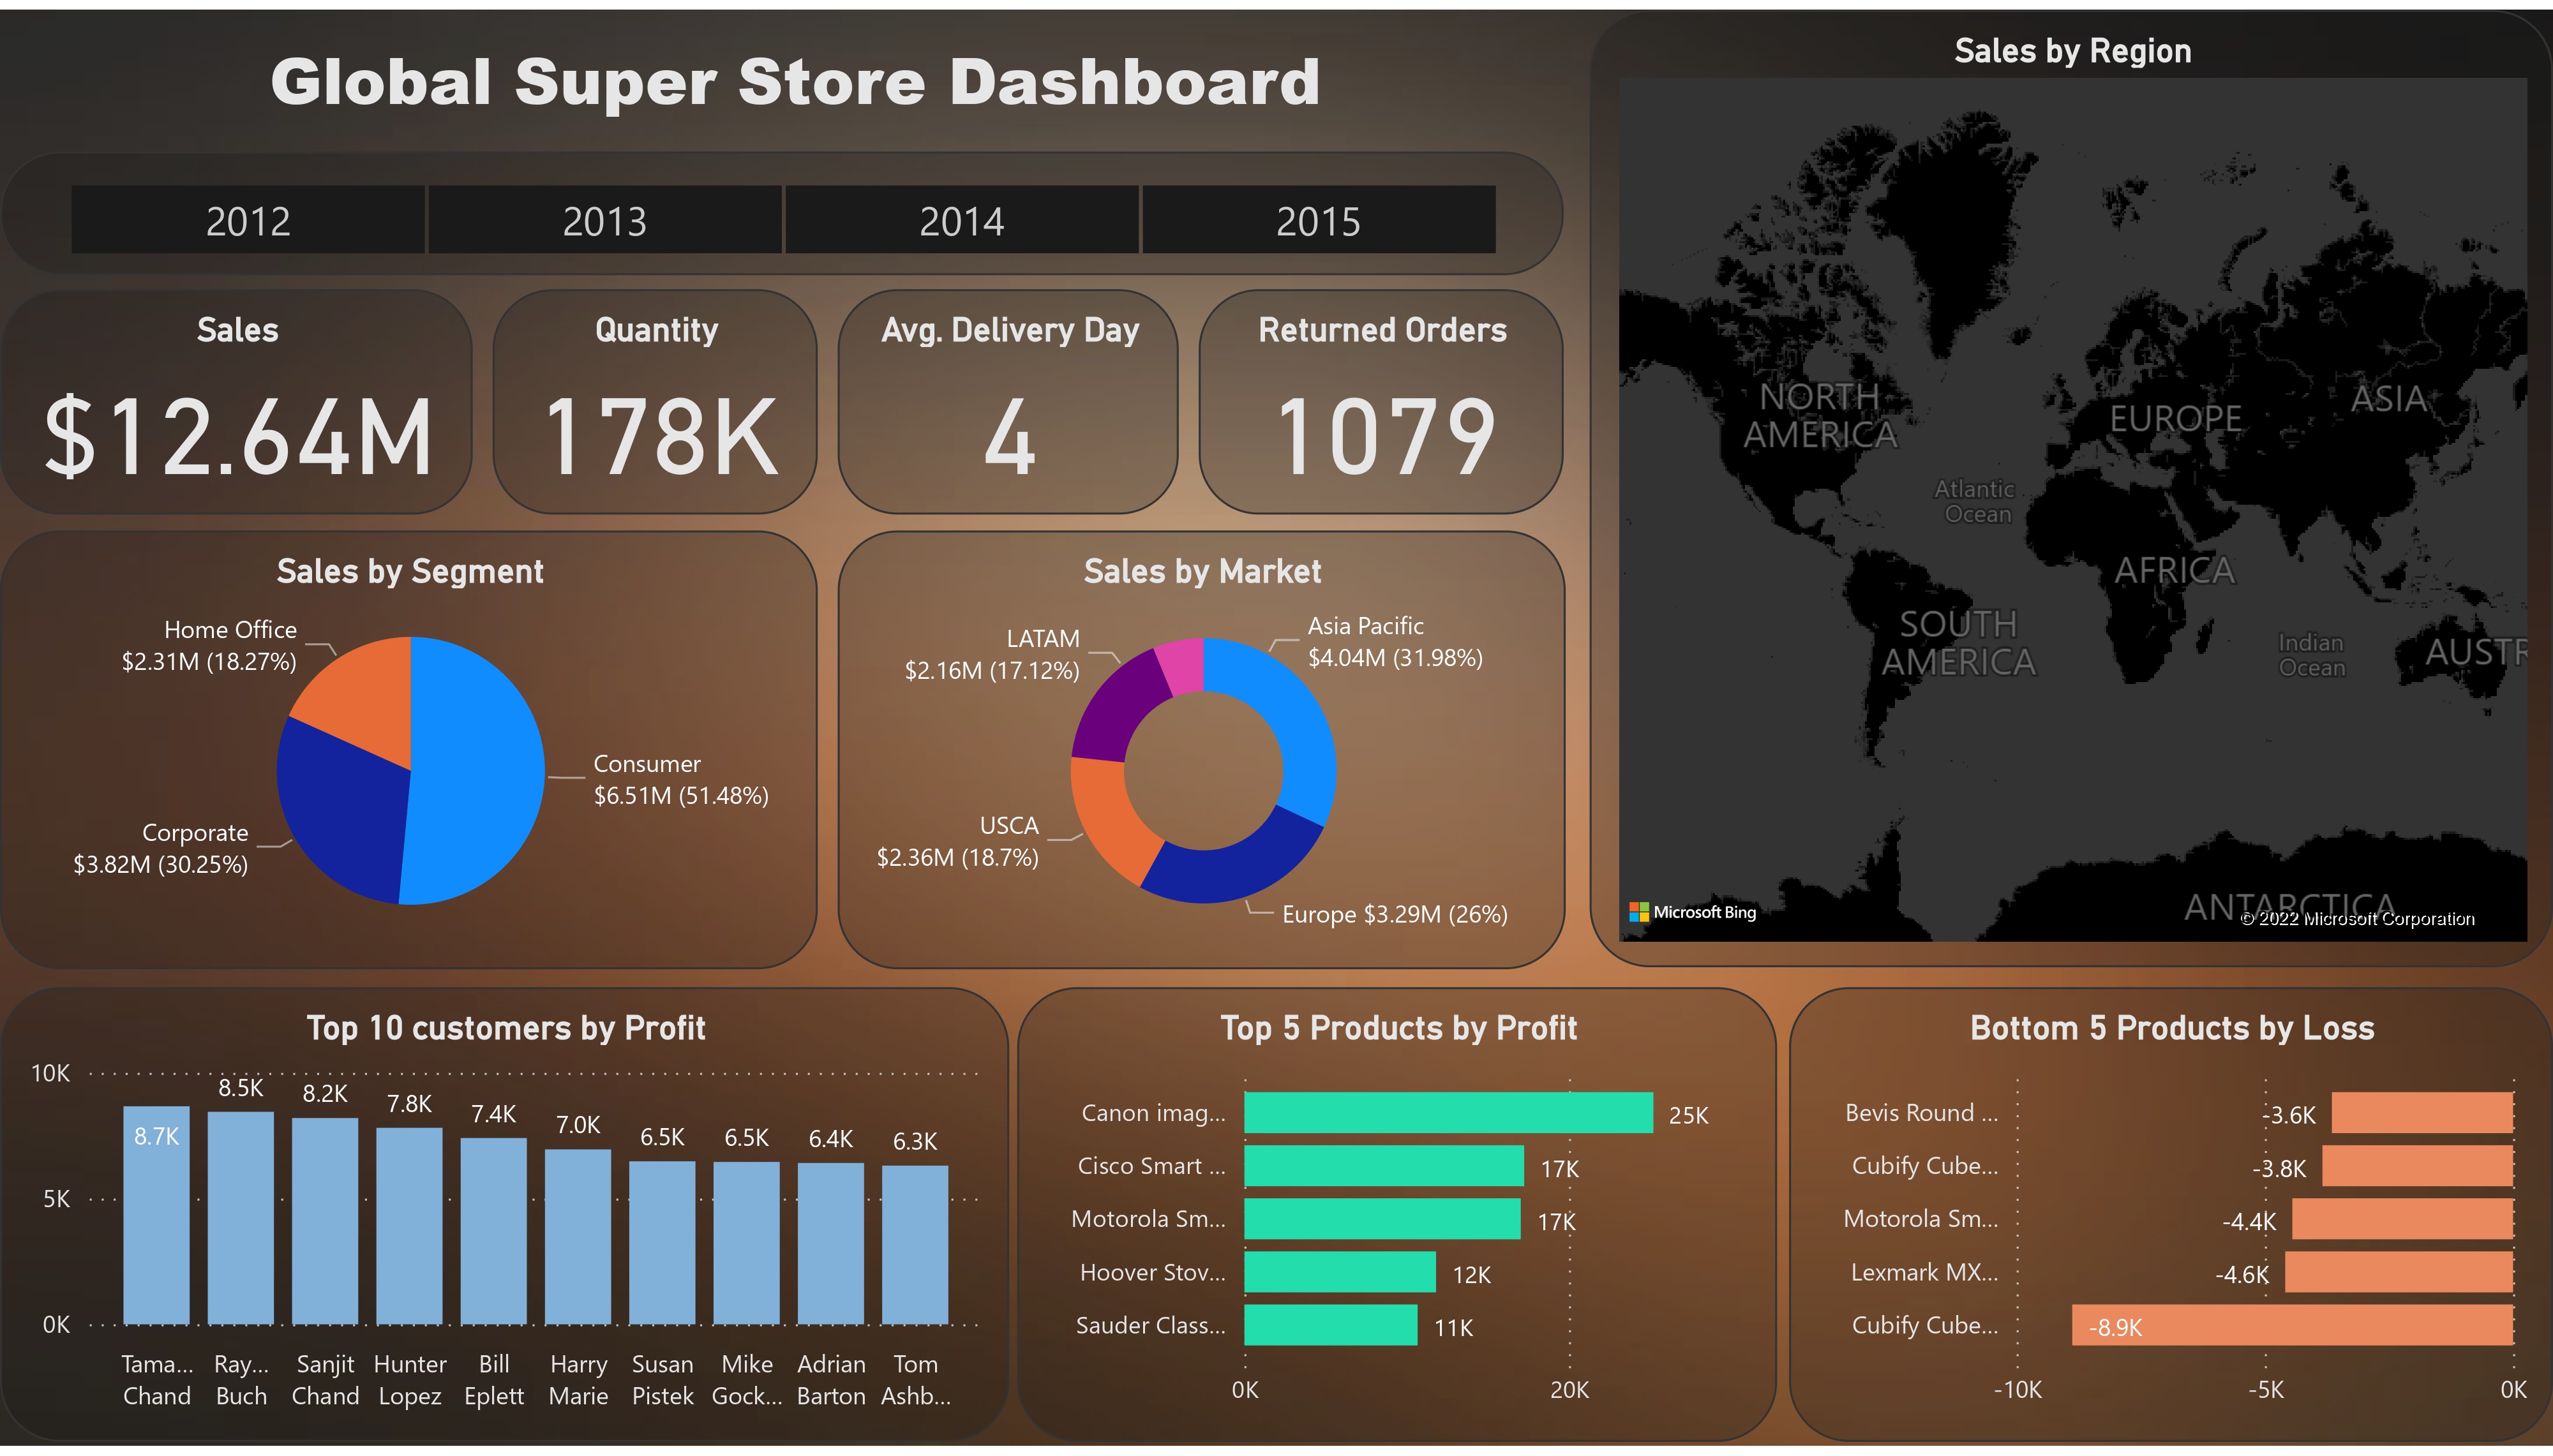 Global Super Store Dashboard
2012
2013
2014
2015
Sales
$12.64M
Quantity
178K
Avg. Delivery Day
4
Returned Orders
1079
Sales by Region
NORTH
AMERICA
EUROPE
ASIA
Atlantic
Ocean
AFRICA
SOUTH
AMERICA
Indian
Ocean
AUSTR
ANTARCTICA
Microsoft Bing
© 2022 Microsoft Corporation
Sales by Segment
Home Office
$2.31M (18.27%)
Consumer
$6.51M (51.48%)
Corporate
$3.82M (30.25%)
Sales by Market
LATAM
$2.16M (17.12%)
Asia Pacific
$4.04M (31.98%)
USCA
$2.36M (18.7%)
Europe $3.29M (26%)
Top 10 customers by Profit
10K
5K
0K
8.7K
8.5K
8.2K
7.8K
7.4K
7.0K
6.5K
6.5K
6.4K
6.3K
Tama...
Chand
Ray...
Buch
Sanjit
Chand
Hunter
Lopez
Bill
Eplett
Harry
Marie
Susan
Pistek
Mike
Gock...
Adrian
Barton
Tom
Ashb...
Top 5 Products by Profit
Canon imag... 25K
Cisco Smart ... 17K
Motorola Sm... 17K
Hoover Stov... 12K
Sauder Class... 11K
0K 20K
Bottom 5 Products by Loss
Bevis Round ... -3.6K
Cubify Cube... -3.8K
Motorola Sm... -4.4K
Lexmark MX... -4.6K
Cubify Cube... -8.9K
-10K -5K 0K